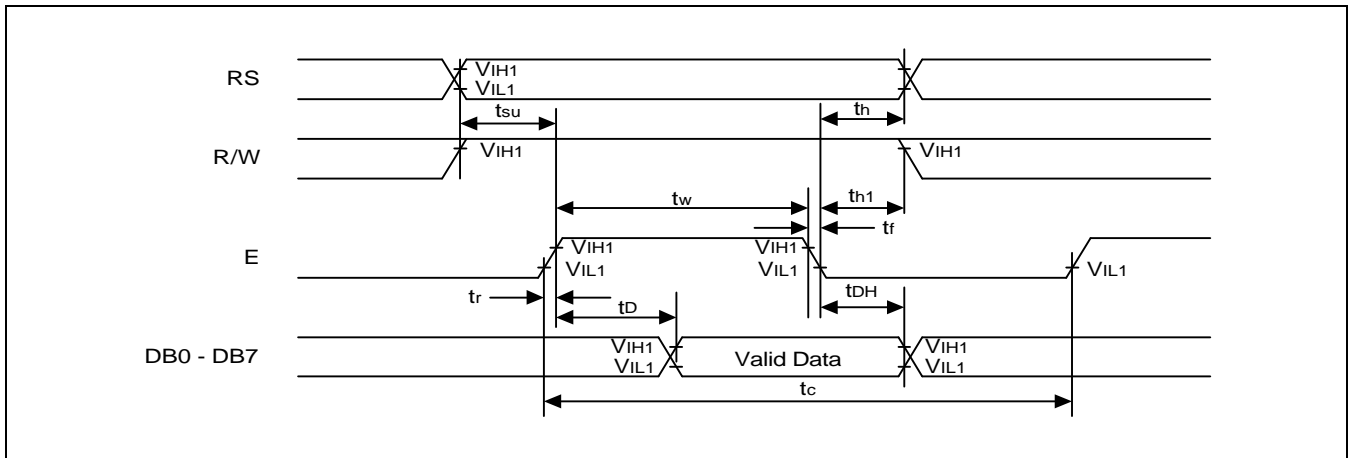 RS
VIH1
VIL1
tsu
th
R/W
VIH1
VIH1
tw
th1
tf
E
VIH1
VIH1
VIL1
VIL1
VIL1
tr
tD
tDH
DB0 - DB7
VIH1
VIL1
Valid Data
VIH1
VIL1
tc